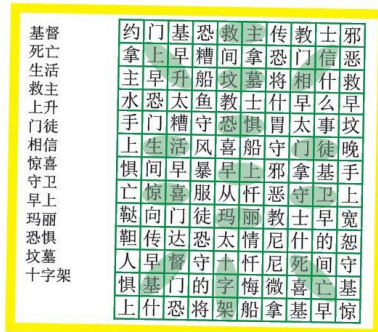 基督
死亡
生活
救主
上升
门徒
相信
惊喜
守卫
早上
玛丽
恐惧
坟墓
十字架
约门基恐救主传教士邪
拿上早糟间拿恐门信恶
主早升船坟墓将相什救
水恐太鱼教士什早么早
手门糟守恐惧胃太事坟
上生活风喜船守门徒晚
惧间早暴早上邪拿基手
亡惊喜服从忏恶守卫上
鞑向门徒玛丽教士早宽
靼传达恐太情尼什的恕
人早督守十忏尼死间守
惧基门的字悔微喜亡基
上什恐将架船拿基早惊